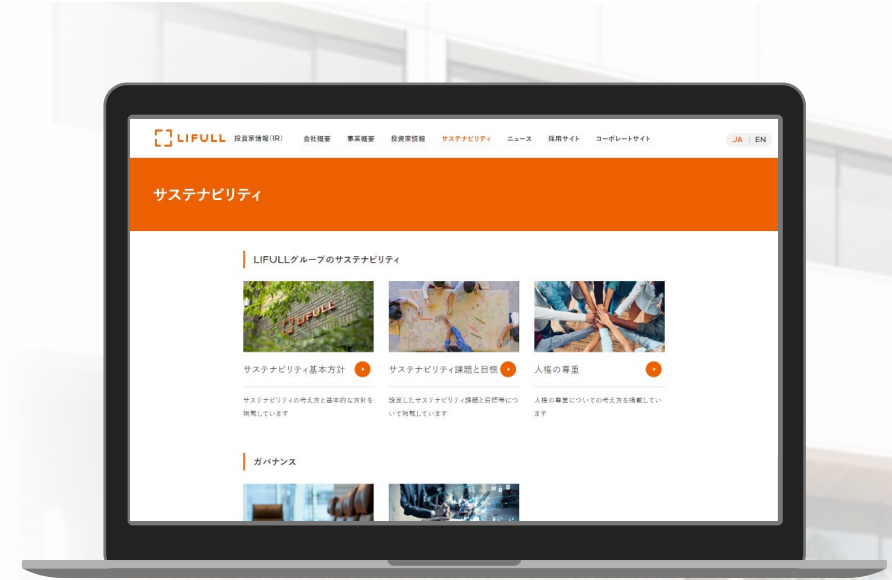 LIFULL 投資家情報(IR) 会社概要 事業概要 投資家情報 サステナビリティ ニュース 採用サイト コーポレートサイト JA | EN
サステナビリティ
LIFULLグループのサステナビリティ
LIFULL
サステナビリティ基本方針 サステナビリティ課題と目標 人権の尊重
サステナビリティの考え方と基本的な方針を 設定したサステナビリティ課題と目標等につ 人権の尊重についての考え方を掲載してい
掲載しています いて掲載しています ます
ガバナンス